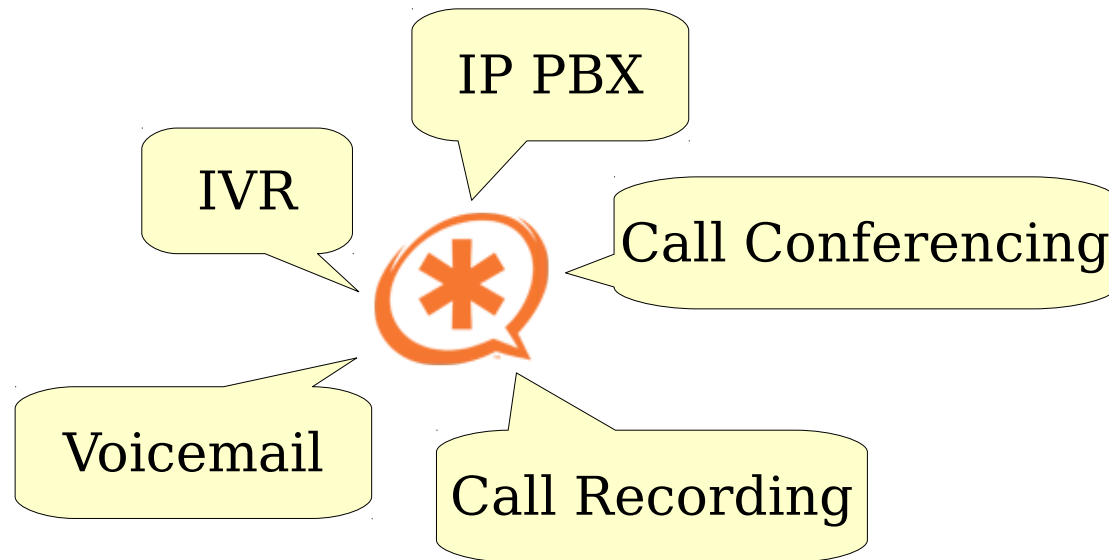 IP PBX
IVR
Call Conferencing
Voicemail
Call Recording